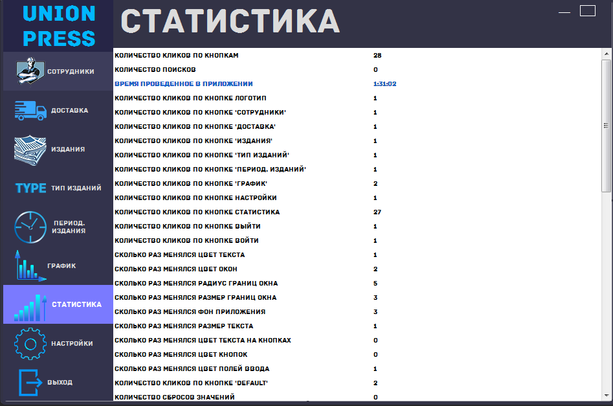 UNION
PRESS
СТАТИСТИКА
СОТРУДНИКИ
ДОСТАВКА
ИЗДАНИЯ
TYPE ТИП ИЗДАНИЙ
ПЕРИОД.
ИЗДАНИЯ
ГРАФИК
СТАТИСТИКА
НАСТРОЙКИ
ВЫХОД
КОЛИЧЕСТВО КЛИКОВ ПО КНОПКАМ 28
КОЛИЧЕСТВО ПОИСКОВ 0
ВРЕМЯ ПРОВЕДЕННОЕ В ПРИЛОЖЕНИИ 1:31:02
КОЛИЧЕСТВО КЛИКОВ ПО КНОПКЕ ЛОГОТИП 1
КОЛИЧЕСТВО КЛИКОВ ПО КНОПКЕ 'СОТРУДНИКИ' 1
КОЛИЧЕСТВО КЛИКОВ ПО КНОПКЕ 'ДОСТАВКА' 1
КОЛИЧЕСТВО КЛИКОВ ПО КНОПКЕ 'ИЗДАНИЯ' 1
КОЛИЧЕСТВО КЛИКОВ ПО КНОПКЕ 'ТИП ИЗДАНИЙ' 1
КОЛИЧЕСТВО КЛИКОВ ПО КНОПКЕ 'ПЕРИОД. ИЗДАНИЙ' 1
КОЛИЧЕСТВО КЛИКОВ ПО КНОПКЕ 'ГРАФИК' 2
КОЛИЧЕСТВО КЛИКОВ ПО КНОПКЕ НАСТРОЙКИ 1
КОЛИЧЕСТВО КЛИКОВ ПО КНОПКЕ СТАТИСТИКА 27
КОЛИЧЕСТВО КЛИКОВ ПО КНОПКЕ ВЫЙТИ 1
КОЛИЧЕСТВО КЛИКОВ ПО КНОПКЕ ВОЙТИ 1
СКОЛЬКО РАЗ МЕНЯЛСЯ ЦВЕТ ТЕКСТА 1
СКОЛЬКО РАЗ МЕНЯЛСЯ ЦВЕТ ОКОН 2
СКОЛЬКО РАЗ МЕНЯЛСЯ РАДИУС ГРАНИЦ ОКНА 5
СКОЛЬКО РАЗ МЕНЯЛСЯ РАЗМЕР ГРАНИЦ ОКНА 3
СКОЛЬКО РАЗ МЕНЯЛСЯ ФОН ПРИЛОЖЕНИЯ 3
СКОЛЬКО РАЗ МЕНЯЛСЯ РАЗМЕР ТЕКСТА 1
СКОЛЬКО РАЗ МЕНЯЛСЯ ЦВЕТ ТЕКСТА НА КНОПКАХ 0
СКОЛЬКО РАЗ МЕНЯЛСЯ ЦВЕТ КНОПОК 0
СКОЛЬКО РАЗ МЕНЯЛСЯ ЦВЕТ ПОЛЕЙ ВВОДА 1
КОЛИЧЕСТВО КЛИКОВ ПО КНОПКЕ 'DEFAULT' 2
КОЛИЧЕСТВО СБРОСОВ ЗНАЧЕНИЙ 0